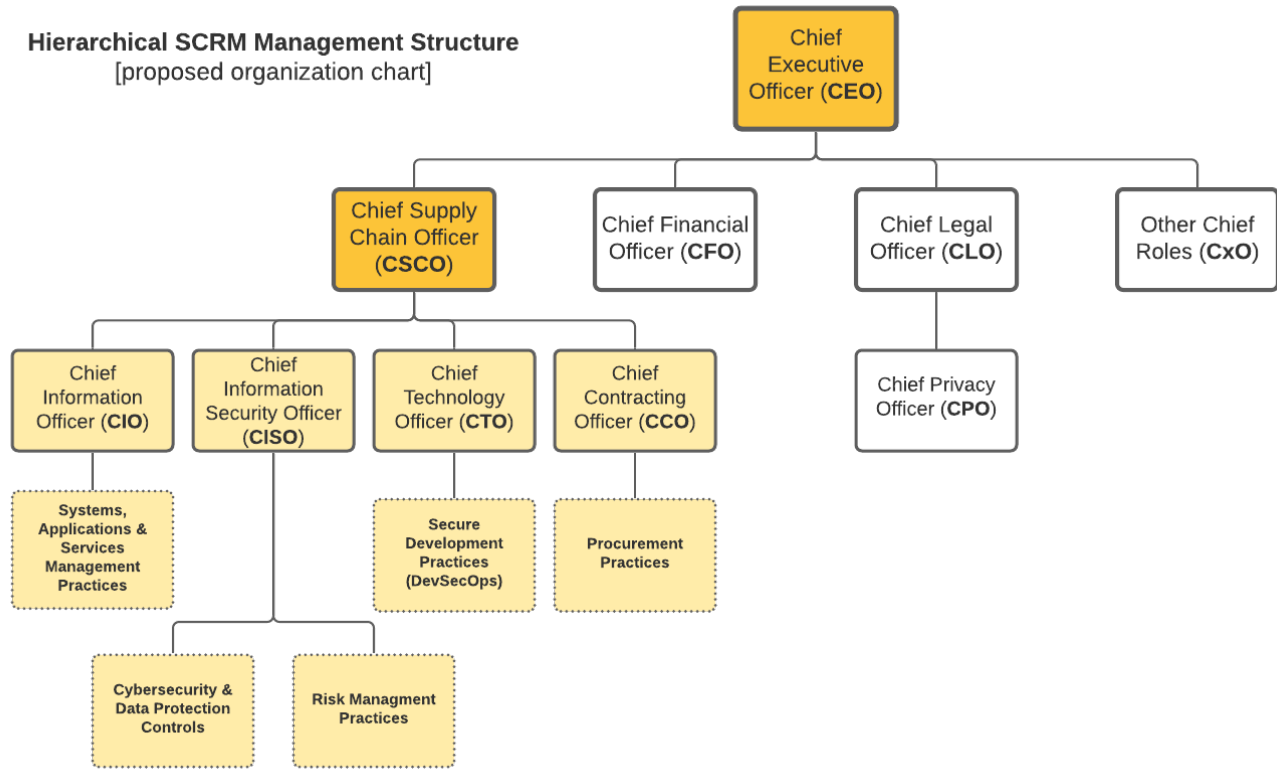 Hierarchical SCRM Management Structure
[proposed organization chart]
Chief
Executive
Officer (CEO)
Chief Supply
Chain Officer
(CSCO)
Chief Financial
Officer (CFO)
Chief Legal
Officer (CLO)
Other Chief
Roles (CxO)
Chief
Information
Officer (CIO)
Chief
Information
Security Officer
(CISO)
Chief
Technology
Officer (CTO)
Chief
Contracting
Officer (CCO)
Chief Privacy
Officer (CPO)
Systems,
Applications &
Services
Management
Practices
Secure
Development
Practices
(DevSecOps)
Procurement
Practices
Cybersecurity &
Data Protection
Controls
Risk Managment
Practices